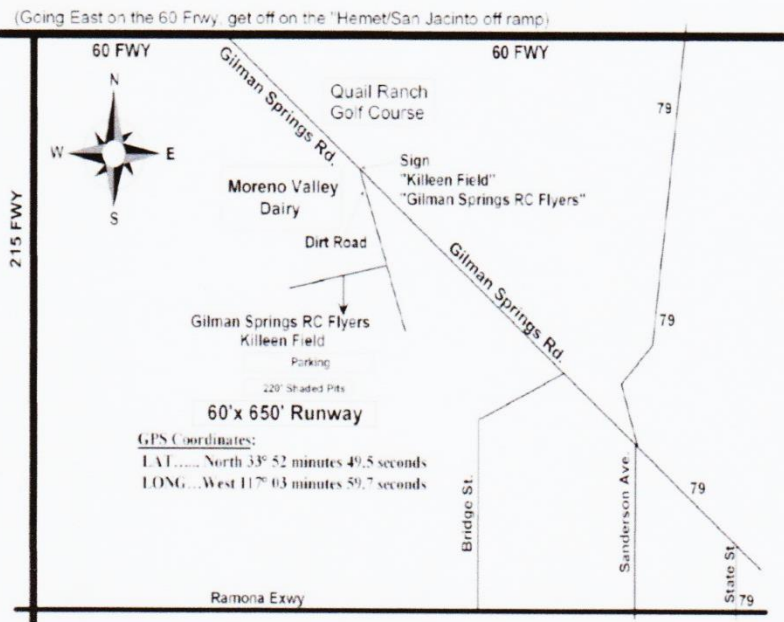 (Going East on the 60 Frwy, get off on the "Hemet/San Jacinto off ramp)
60 FWY
60 FWY
N
W
E
S
215 FWY
Gilman Springs Rd.
Quail Ranch
Golf Course
79
Sign
"Killeen Field"
"Gilman Springs RC Flyers"
Moreno Valley
Dairy
Dirt Road
Gilman Springs Rd.
79
Gilman Springs RC Flyers
Killeen Field
Parking
220' Shaded Pits
60'x 650' Runway
GPS Coordinates:
LAT..... North 33° 52 minutes 49.5 seconds
LONG...West 117° 03 minutes 59.7 seconds
Bridge St.
Sanderson Ave.
79
State St
79
Ramona Exwy